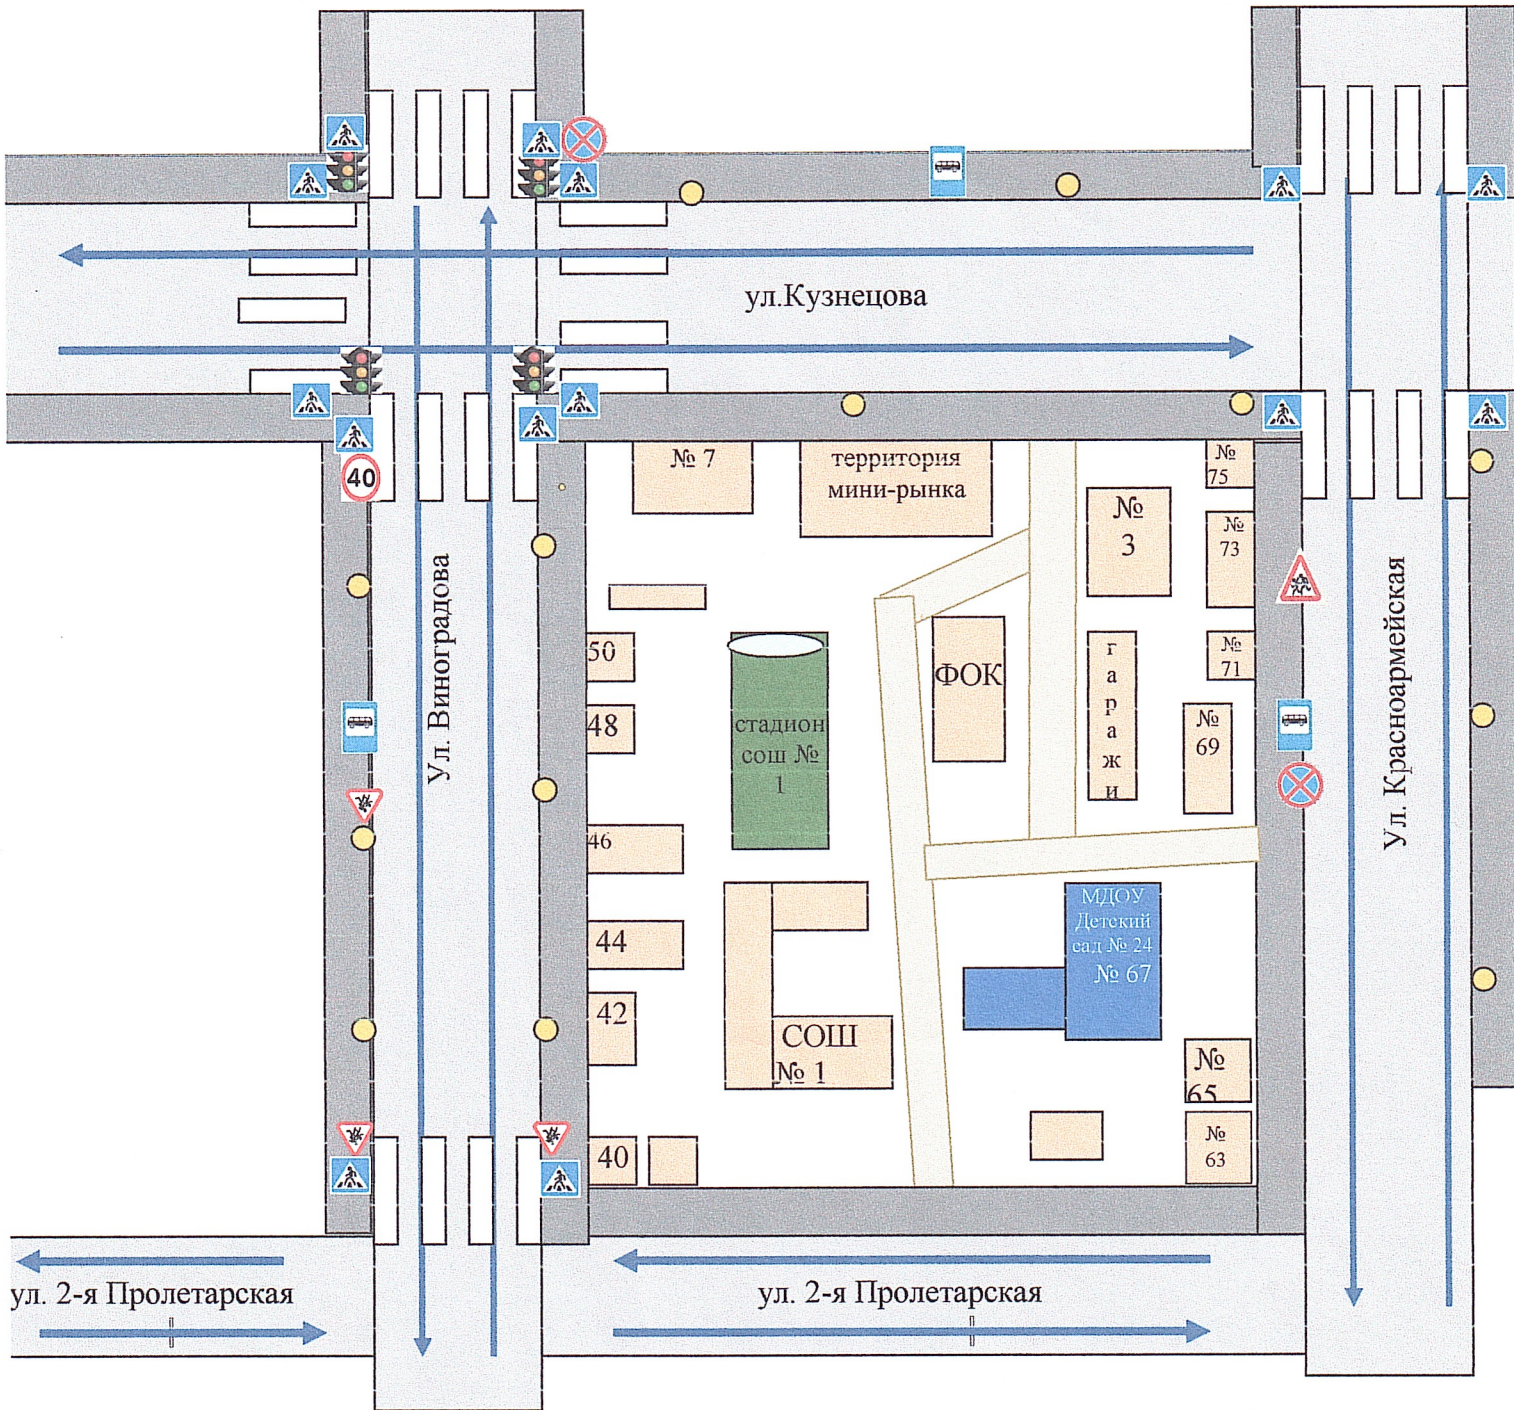 ул.Кузнецова
40
№ 7
территория
мини-рынка
№
75
№
3
№
73
Ул. Виноградова
Ул. Красноармейская
50
ФОК
г
а
р
а
ж
и
№
71
48
стадион
сош №
1
№
69
46
44
МДОУ
Детский
сад № 24
№ 67
42
СОШ
№ 1
№
65
40
№
63
ул. 2-я Пролетарская
ул. 2-я Пролетарская